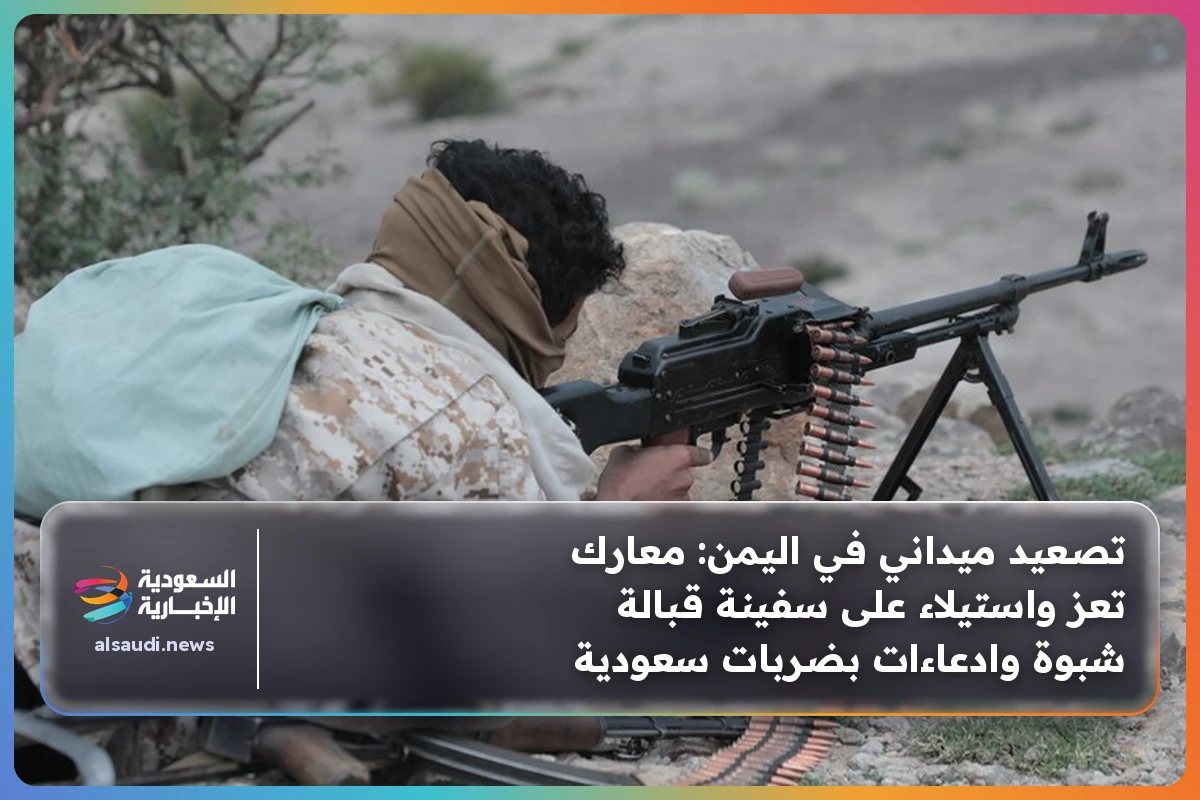 تصعيد ميداني في اليمن: معارك
تعز واستيلاء على سفينة قبالة
شبوة وادعاءات بضربات سعودية
السعودية
الإخبارية
alsaudi.news